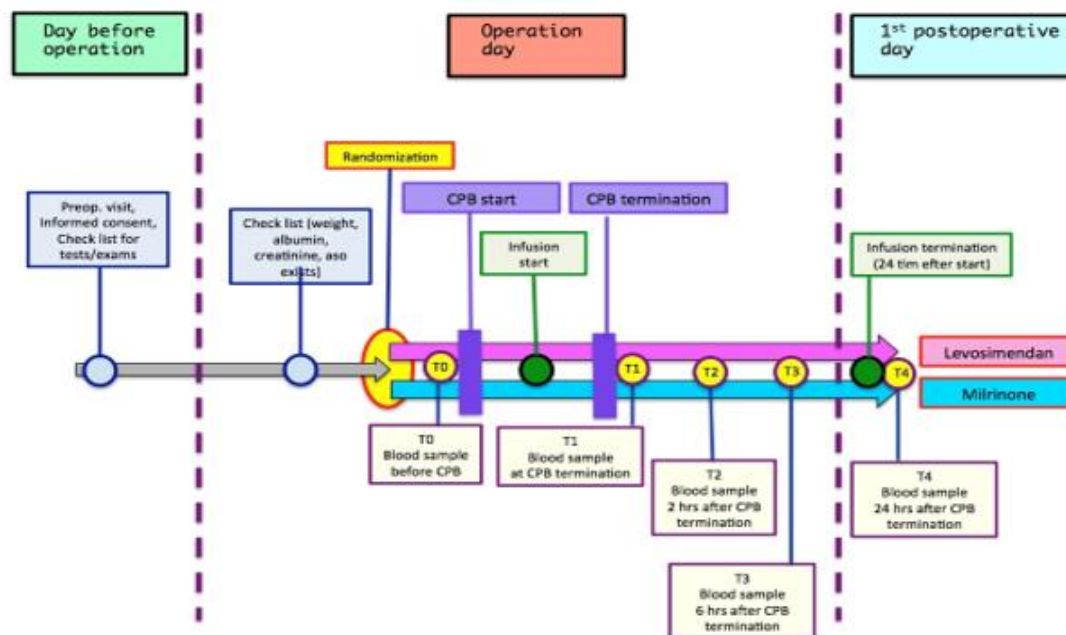 Day before
operation
Operation
day
1st postoperative
day
Randomization
Preop. visit,
Informed consent,
Check list for
tests/exams
Check list (weight,
albumin,
creatinine, aso
exists)
CPB start
CPB termination
Infusion
start
Infusion termination
(24 tim efter start)
T0
T1
T2
T3
T4
Levosimendan
Milrinone
T0
Blood sample
before CPB
T1
Blood sample
at CPB termination
T2
Blood sample
2 hrs after CPB
termination
T3
Blood sample
6 hrs after CPB
termination
T4
Blood sample
24 hrs after CPB
termination